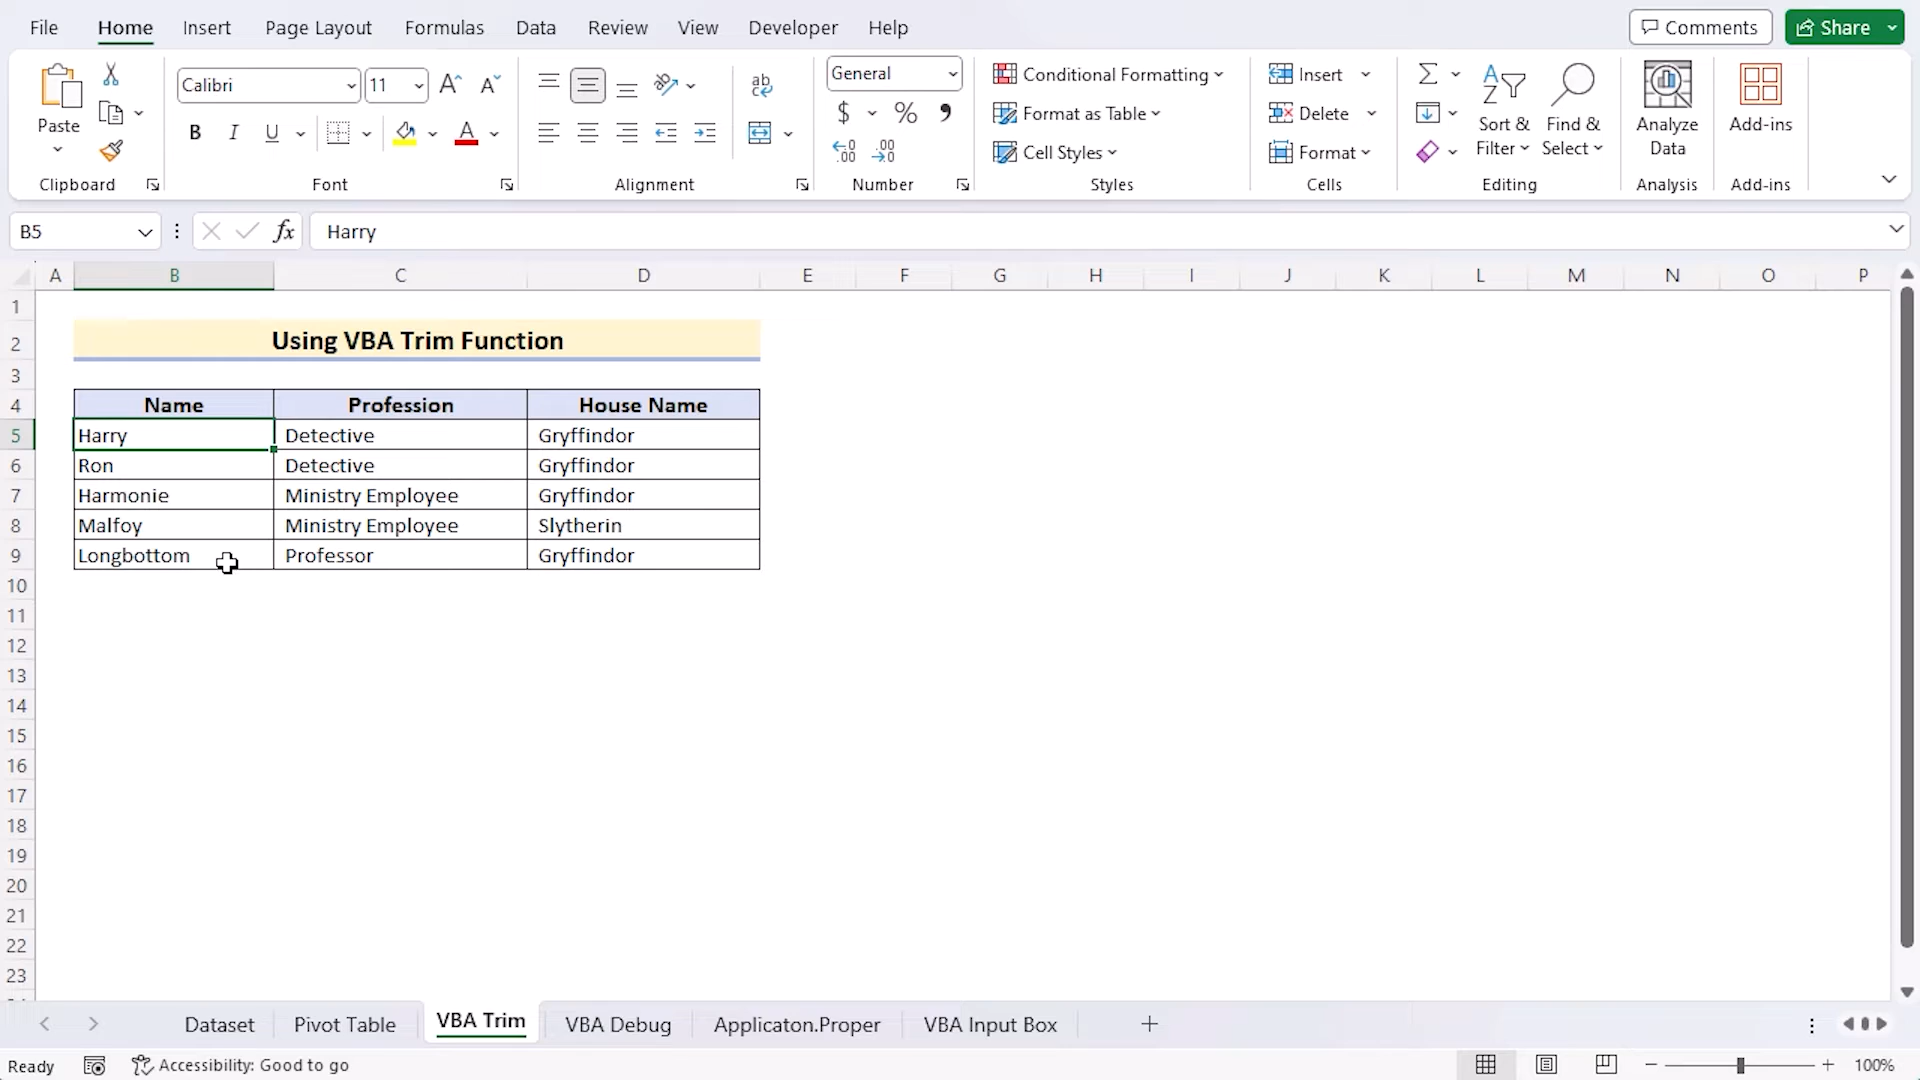 File Home Insert Page Layout Formulas Data Review View Developer Help Comments Share
Calibri 11 General Conditional Formatting Insert
Paste Format as Table Delete Sort & Filter Find & Select Analyze Data Add-ins
B I U $ % Cell Styles Format
Clipboard Font Alignment Number Styles Cells Editing Analysis Add-ins
B5 fx Harry
A B C D E F G H I J K L M N O P
1
2 Using VBA Trim Function
3
4 Name Profession House Name
5 Harry Detective Gryffindor
6 Ron Detective Gryffindor
7 Harmonie Ministry Employee Gryffindor
8 Malfoy Ministry Employee Slytherin
9 Longbottom Professor Gryffindor
10
11
12
13
14
15
16
17
18
19
20
21
22
23
Dataset Pivot Table VBA Trim VBA Debug Applicaton.Proper VBA Input Box
Ready Accessibility: Good to go 100%